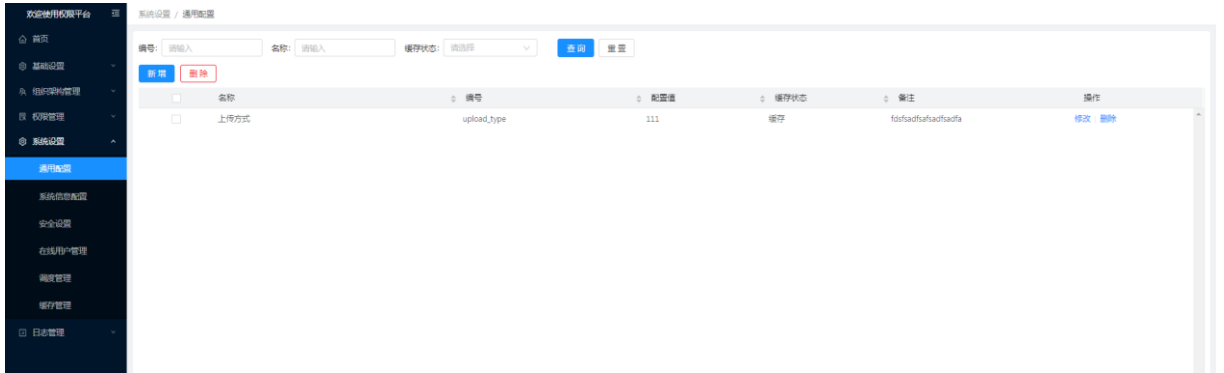 欢迎使用权限平台
系统设置 / 通用配置
首页
基础设置
组织架构管理
权限管理
系统设置
通用配置
系统信息配置
安全设置
在线用户管理
调度管理
缓存管理
日志管理
编号: 请输入 名称: 请输入 缓存状态: 请选择 查询 重置
新增 删除
名称 编号 配置值 缓存状态 备注 操作
上传方式 upload_type 111 缓存 fdsfsadfsafsadfsadfa 修改 删除